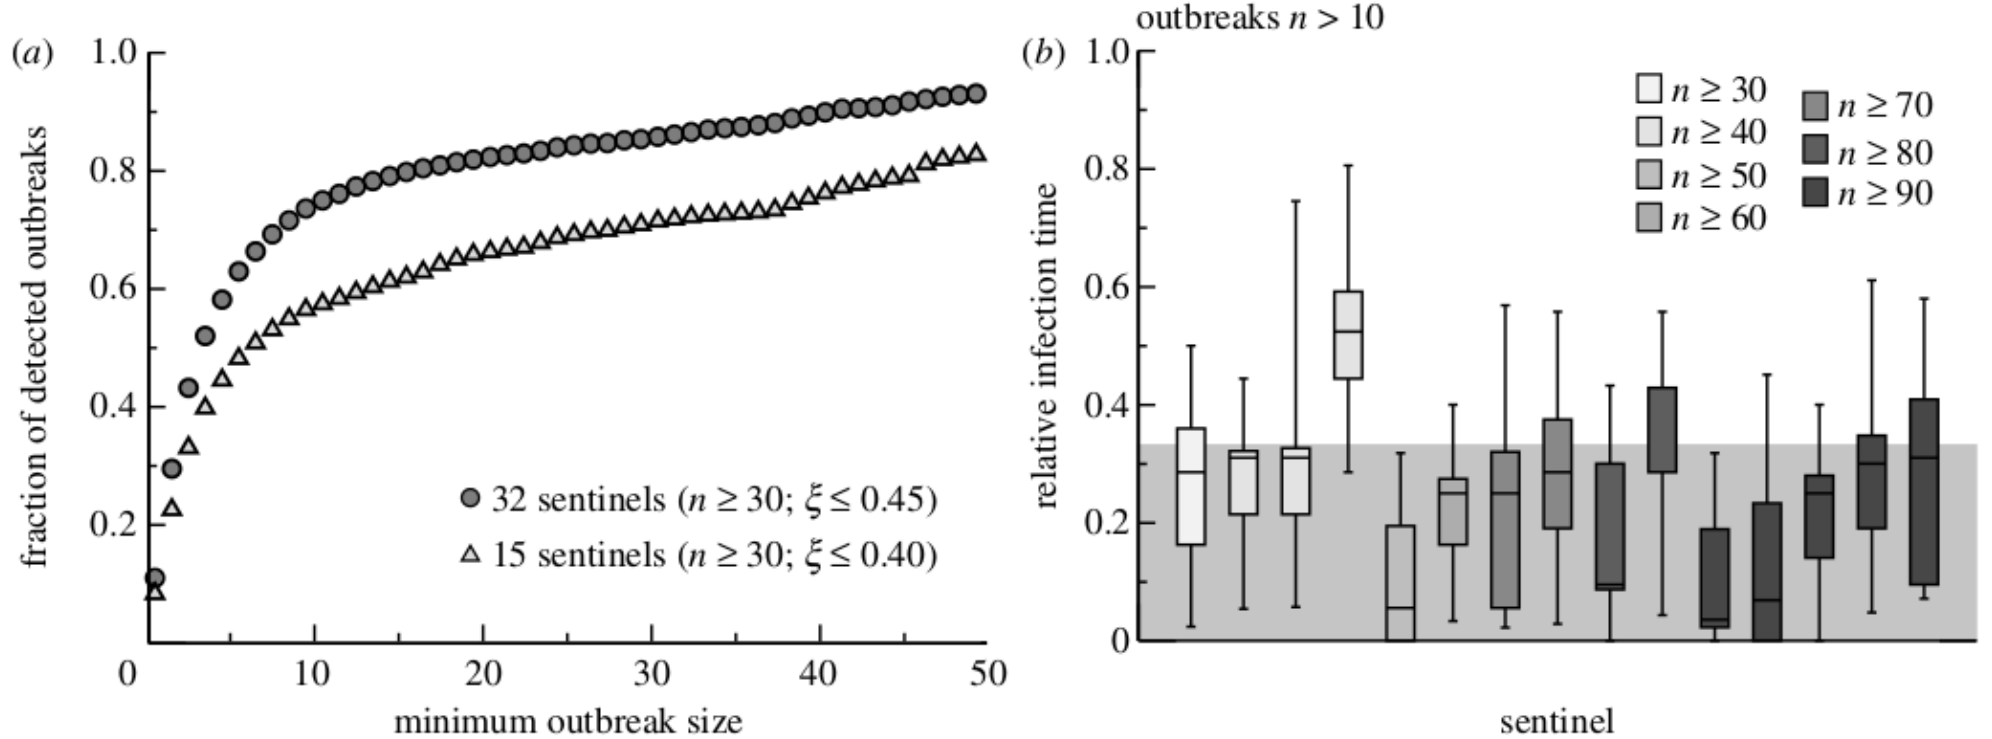 (a)
1.0
0.8
0.6
0.4
0.2
fraction of detected outbreaks
32 sentinels (n ≥ 30; ξ ≤ 0.45)
15 sentinels (n ≥ 30; ξ ≤ 0.40)
0 10 20 30 40 50
minimum outbreak size
outbreaks n > 10
(b)
1.0
0.8
0.6
0.4
0.2
0
relative infection time
n ≥ 30
n ≥ 40
n ≥ 50
n ≥ 60
n ≥ 70
n ≥ 80
n ≥ 90
sentinel